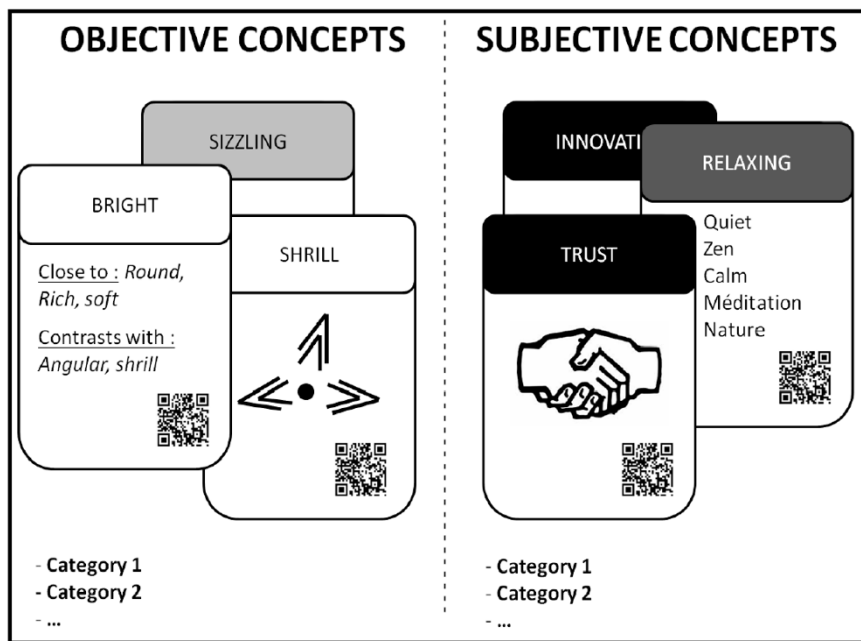 OBJECTIVE CONCEPTS
SIZZLING
BRIGHT
Close to : Round,
Rich, soft
Contrasts with :
Angular, shrill
SHRILL
- Category 1
- Category 2
- ...
SUBJECTIVE CONCEPTS
INNOVATI
RELAXING
Quiet
Zen
Calm
Méditation
Nature
TRUST
- Category 1
- Category 2
- ...